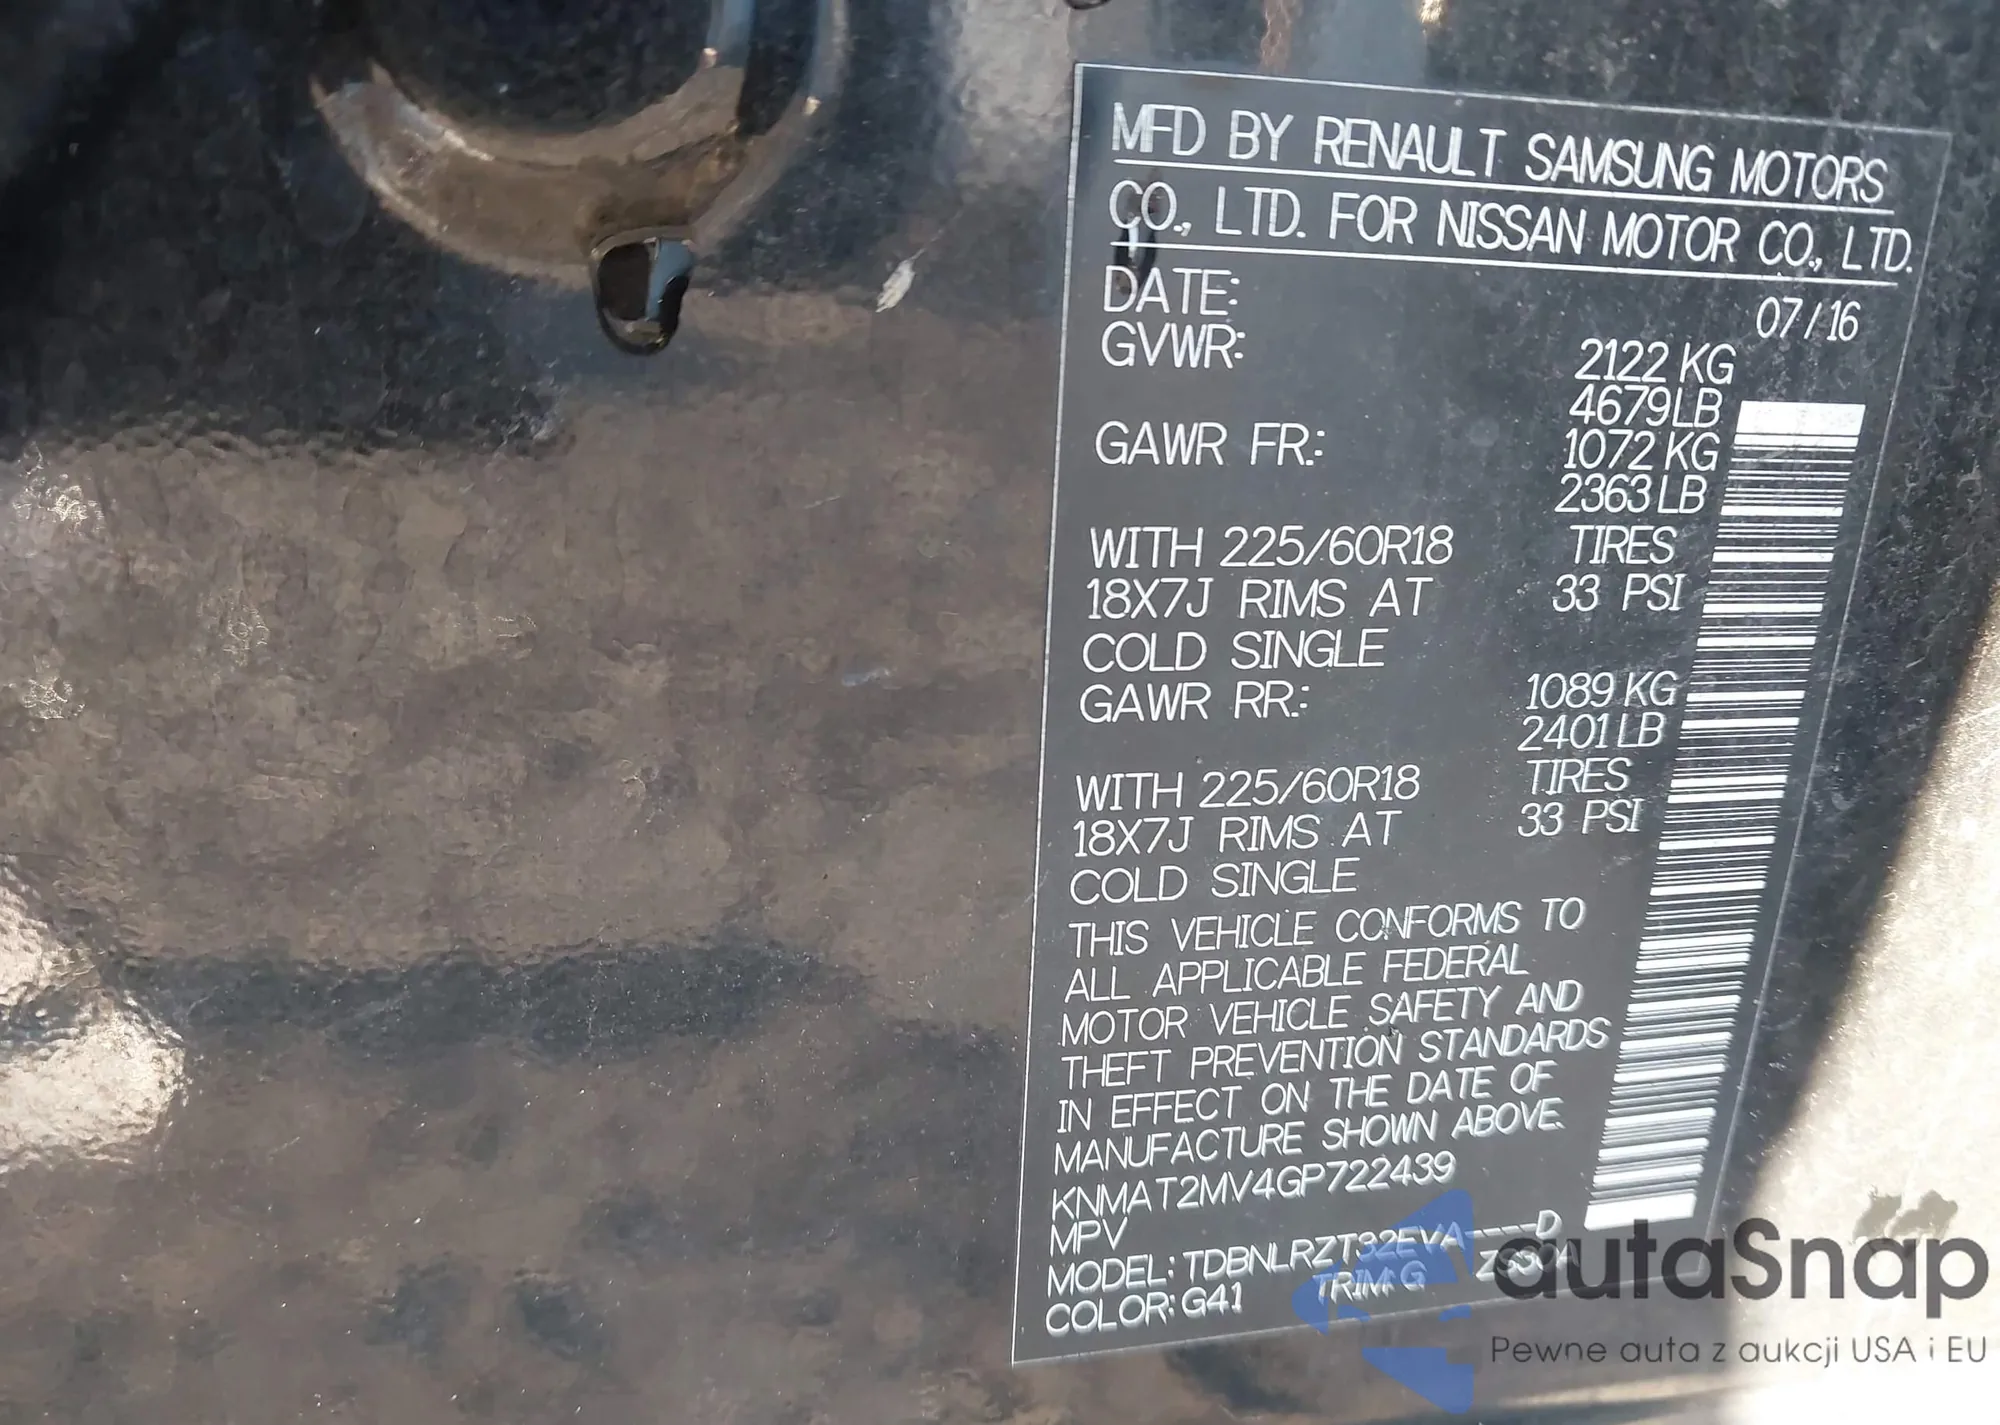 MFD BY RENAULT SAMSUNG MOTORS
CO., LTD. FOR NISSAN MOTOR CO., LTD.
DATE: 07/16
GVWR: 2122 KG
4679 LB
GAWR FR.: 1072 KG
2363 LB
WITH 225/60R18 TIRES
18X7J RIMS AT 33 PSI
COLD SINGLE
GAWR RR.: 1089 KG
2401 LB
WITH 225/60R18 TIRES
18X7J RIMS AT 33 PSI
COLD SINGLE
THIS VEHICLE CONFORMS TO
ALL APPLICABLE FEDERAL
MOTOR VEHICLE SAFETY AND
THEFT PREVENTION STANDARDS
IN EFFECT ON THE DATE OF
MANUFACTURE SHOWN ABOVE.
KNMAT2MV4GP722439
MPV
MODEL: TDBNLRZT32EVA----D
COLOR: G41 TRIM: G
autaSnap
Pewne auta z aukcji USA i EU